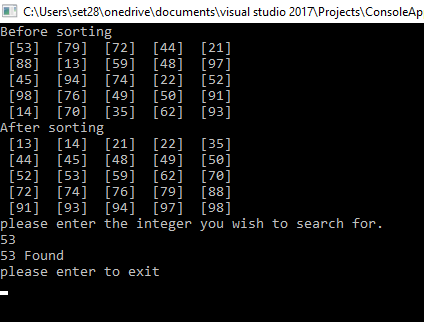 C:\Users\set28\onedrive\documents\visual studio 2017\Projects\ConsoleAp
Before sorting
[53] [79] [72] [44] [21]
[88] [13] [59] [48] [97]
[45] [94] [74] [22] [52]
[98] [76] [49] [50] [91]
[14] [70] [35] [62] [93]
After sorting
[13] [14] [21] [22] [35]
[44] [45] [48] [49] [50]
[52] [53] [59] [62] [70]
[72] [74] [76] [79] [88]
[91] [93] [94] [97] [98]
please enter the integer you wish to search for.
53
53 Found
please enter to exit